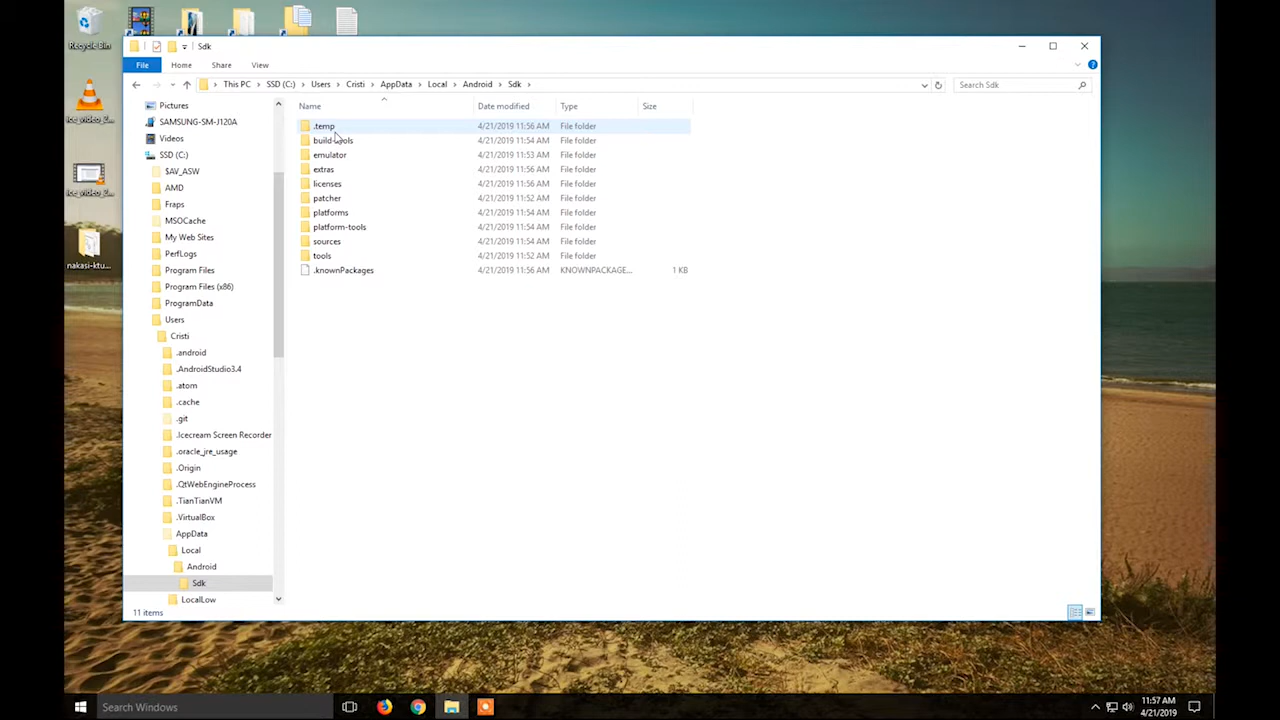 Recycle Bin
Sdk
File Home Share View
This PC SSD (C:) Users Cristi AppData Local Android Sdk
Search Sdk
Name Date modified Type Size
Pictures
SAMSUNG-SM-J120A
Videos
SSD (C:)
$AV_ASW
AMD
Fraps
MSOCache
My Web Sites
PerfLogs
Program Files
Program Files (x86)
ProgramData
Users
Cristi
.android
.AndroidStudio3.4
.atom
.cache
.git
.Icecream Screen Recorder
.oracle_jre_usage
.Origin
.QtWebEngineProcess
.TianTianVM
.VirtualBox
AppData
Local
Android
Sdk
LocalLow
.temp 4/21/2019 11:56 AM File folder
build-tools 4/21/2019 11:54 AM File folder
emulator 4/21/2019 11:53 AM File folder
extras 4/21/2019 11:56 AM File folder
licenses 4/21/2019 11:56 AM File folder
patcher 4/21/2019 11:52 AM File folder
platforms 4/21/2019 11:54 AM File folder
platform-tools 4/21/2019 11:54 AM File folder
sources 4/21/2019 11:54 AM File folder
tools 4/21/2019 11:52 AM File folder
.knownPackages 4/21/2019 11:56 AM KNOWNPACKAGE... 1 KB
11 items
Ice_video_2...
Ice_video_2...
nakasi-ktu...
Search Windows
11:57 AM
4/21/2019